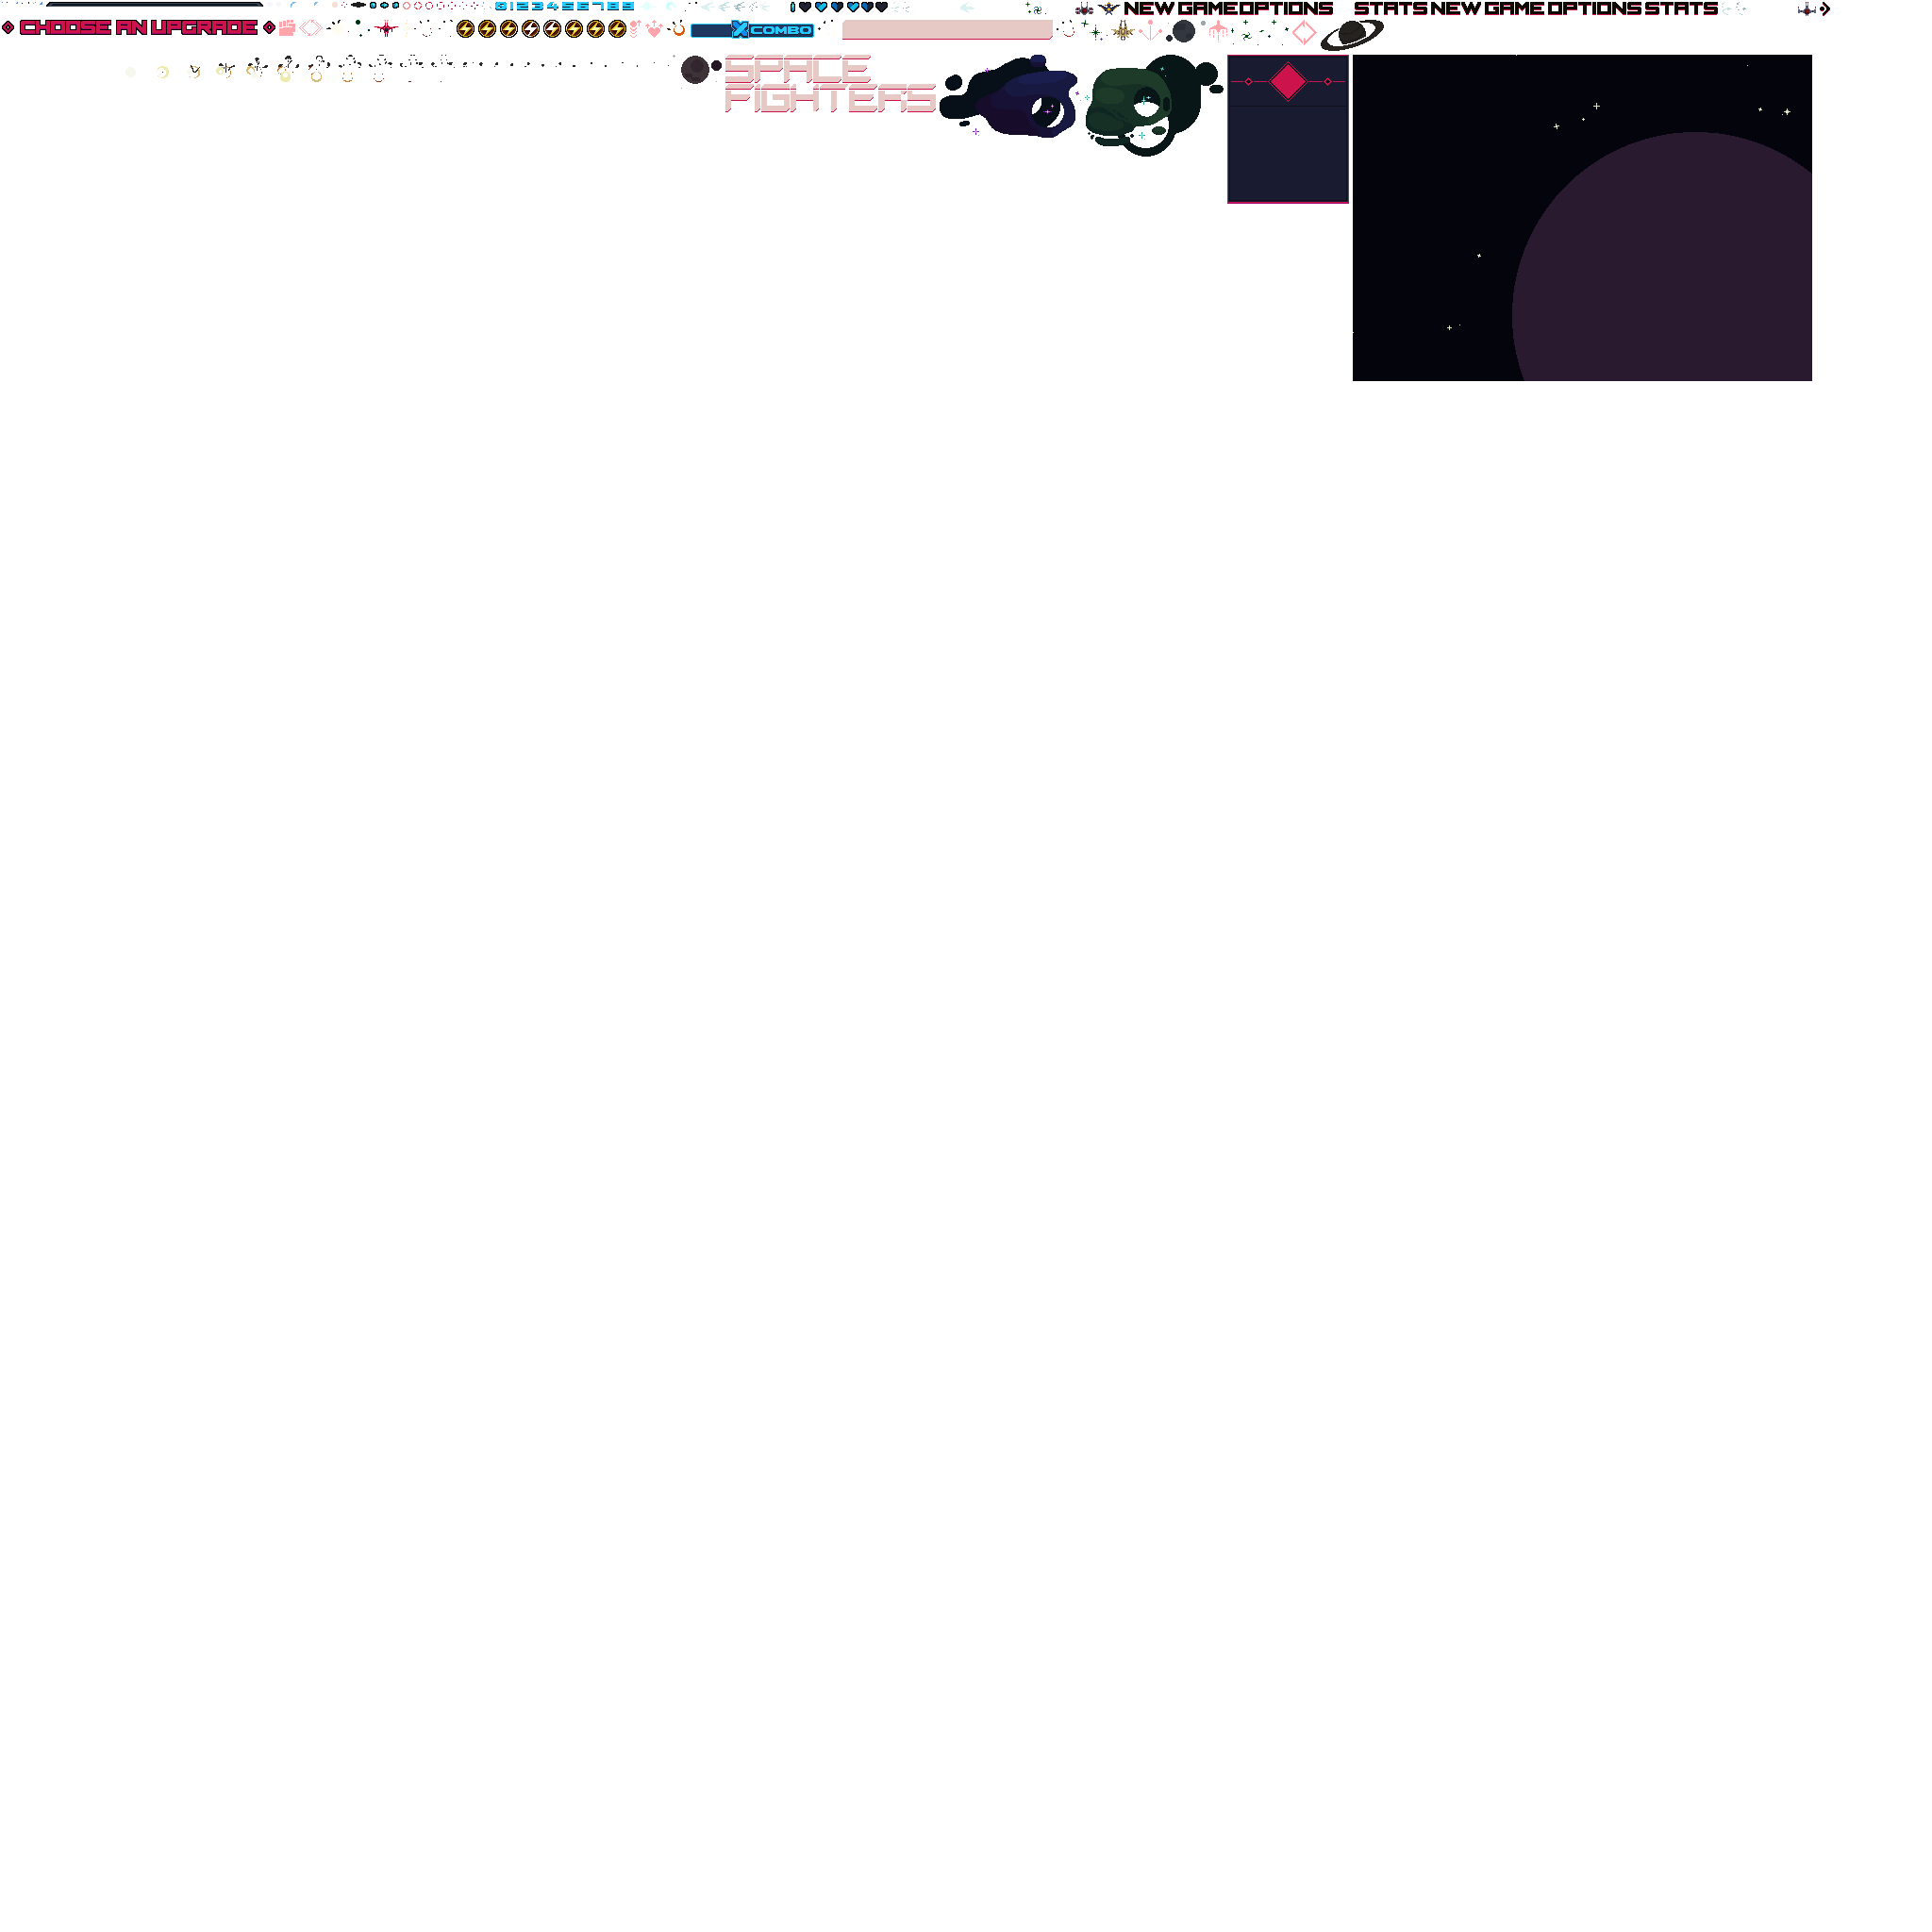 0123456789
NEW GAME OPTIONS STATS NEW GAME OPTIONS STATS
CHOOSE AN UPGRADE
X COMBO
SPACE
FIGHTERS